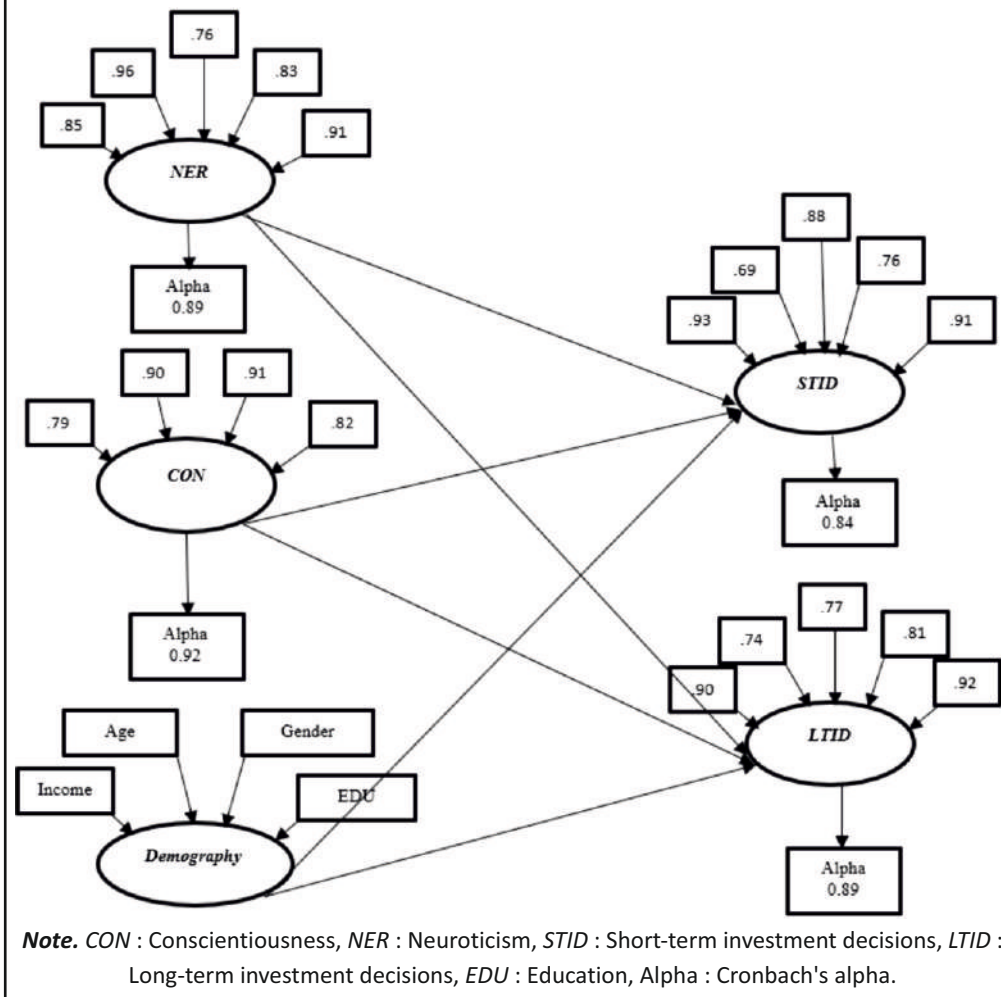 .76
.96
.83
.85
.91
NER
Alpha
0.89
.88
.69
.76
.93
.91
STID
Alpha
0.84
.90
.91
.79
.82
CON
Alpha
0.92
.77
.74
.81
.90
.92
LTID
Alpha
0.89
Age
Gender
Income
EDU
Demography
Note. CON : Conscientiousness, NER : Neuroticism, STID : Short-term investment decisions, LTID :
Long-term investment decisions, EDU : Education, Alpha : Cronbach's alpha.